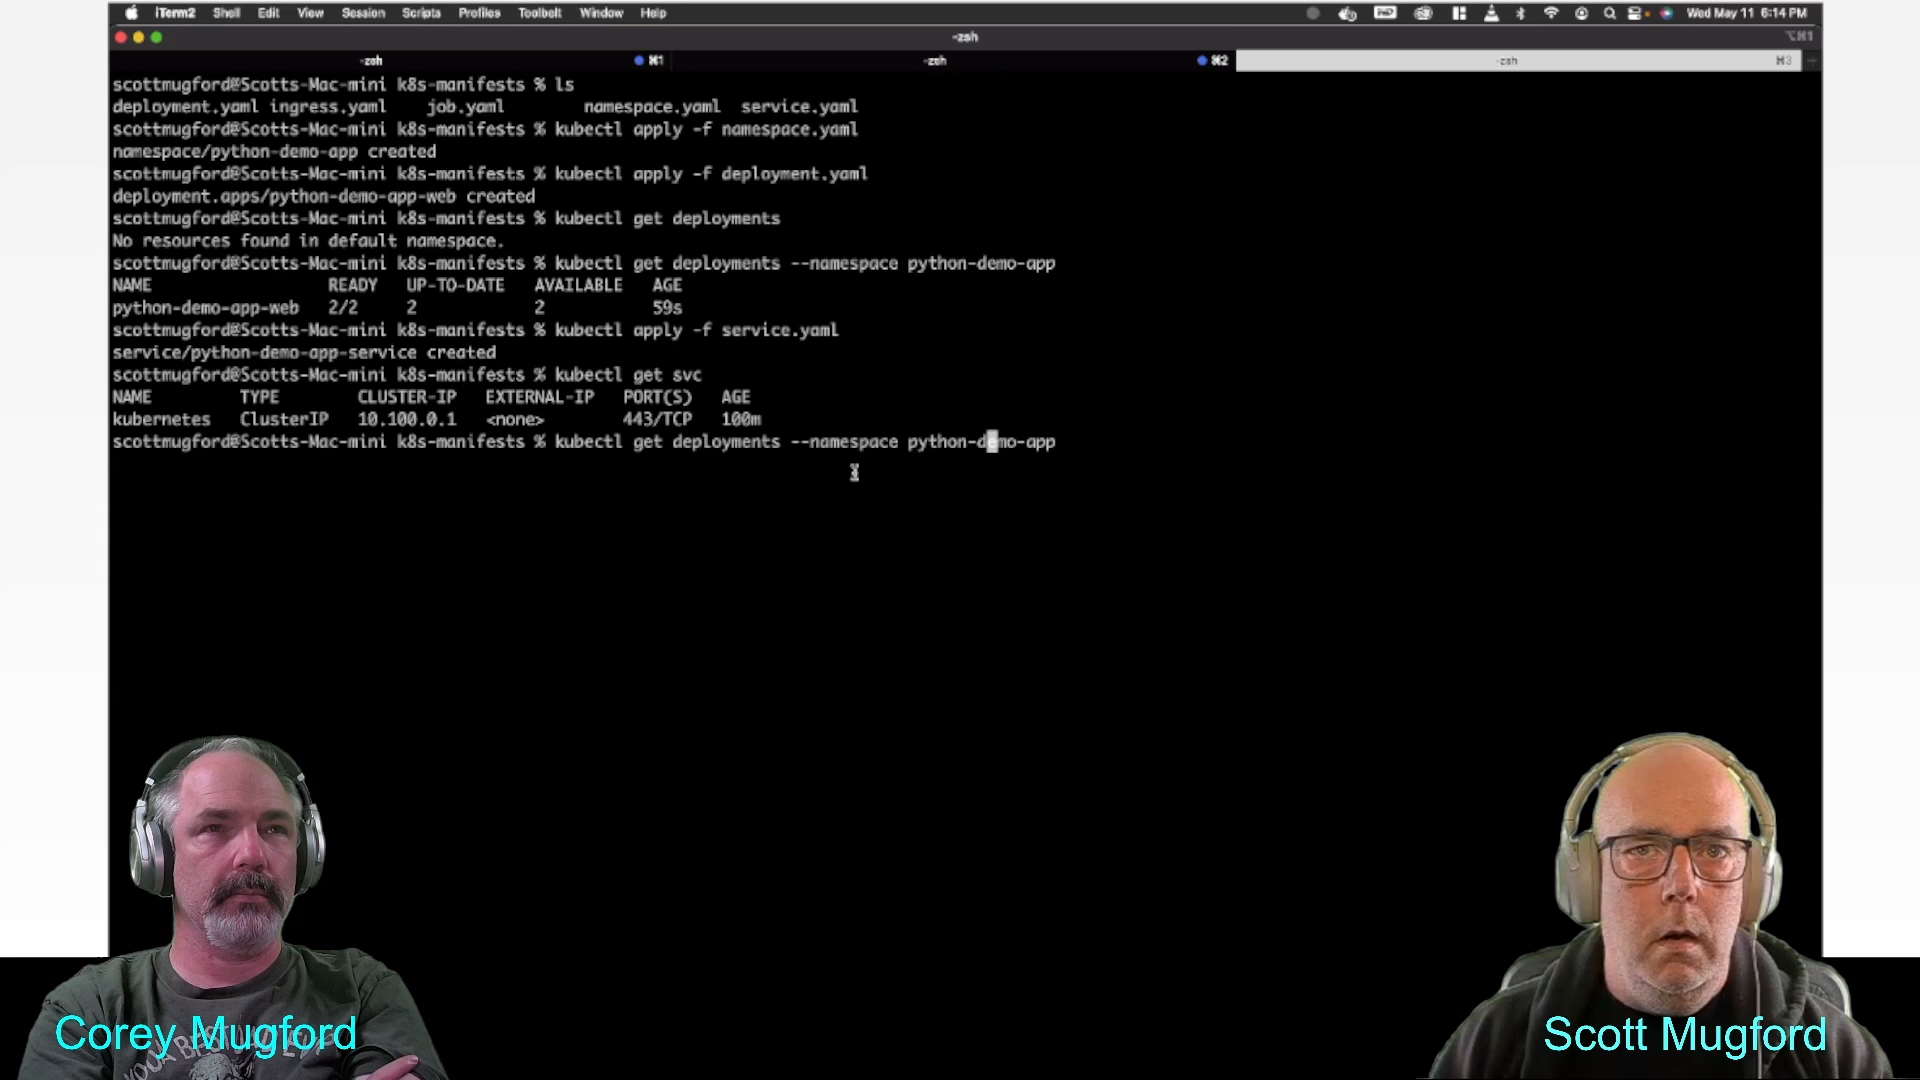 iTerm2 Shell Edit View Session Scripts Profiles Toolbelt Window Help Wed May 11 6:14 PM
-zsh ⌥⌘1
-zsh ⌘1 -zsh ⌘2 -zsh ⌘3
scottmugford@Scotts-Mac-mini k8s-manifests % ls
deployment.yaml ingress.yaml job.yaml namespace.yaml service.yaml
scottmugford@Scotts-Mac-mini k8s-manifests % kubectl apply -f namespace.yaml
namespace/python-demo-app created
scottmugford@Scotts-Mac-mini k8s-manifests % kubectl apply -f deployment.yaml
deployment.apps/python-demo-app-web created
scottmugford@Scotts-Mac-mini k8s-manifests % kubectl get deployments
No resources found in default namespace.
scottmugford@Scotts-Mac-mini k8s-manifests % kubectl get deployments --namespace python-demo-app
NAME READY UP-TO-DATE AVAILABLE AGE
python-demo-app-web 2/2 2 2 59s
scottmugford@Scotts-Mac-mini k8s-manifests % kubectl apply -f service.yaml
service/python-demo-app-service created
scottmugford@Scotts-Mac-mini k8s-manifests % kubectl get svc
NAME TYPE CLUSTER-IP EXTERNAL-IP PORT(S) AGE
kubernetes ClusterIP 10.100.0.1 <none> 443/TCP 100m
scottmugford@Scotts-Mac-mini k8s-manifests % kubectl get deployments --namespace python-demo-app
Corey Mugford
Scott Mugford